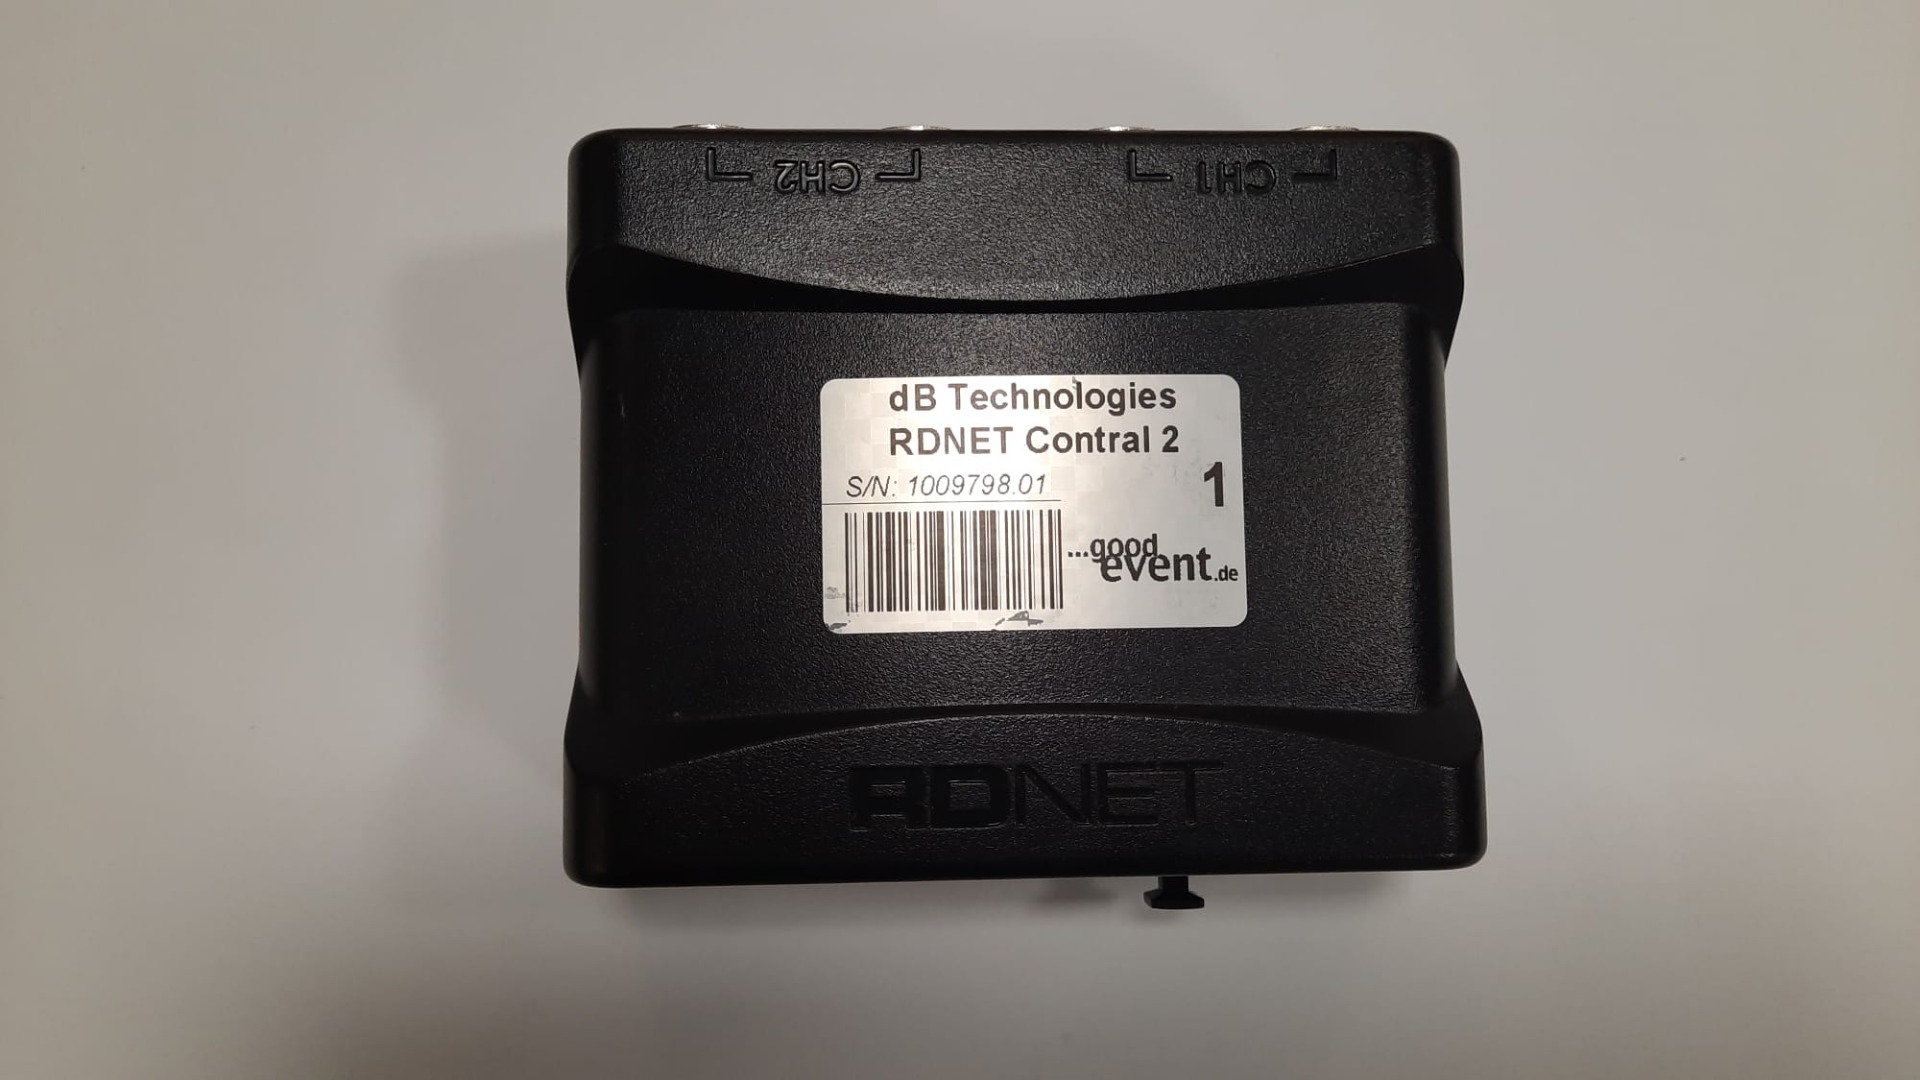 CH2 CH1
dB Technologies
RDNET Contral 2
S/N: 1009798.01
1
...good
event.de
RDNET